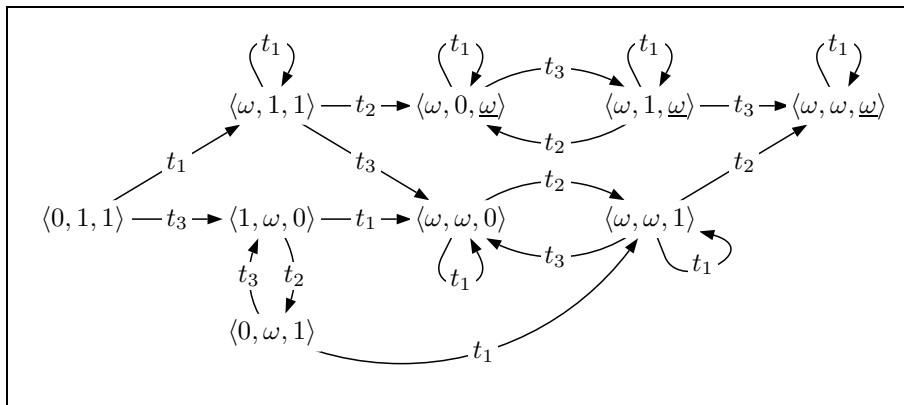 t₁ t₁ t₁ t₁
t₃
⟨ω, 1, 1⟩ t₂ ⟨ω, 0, ω̲⟩ ⟨ω, 1, ω̲⟩ t₃ ⟨ω, ω, ω̲⟩
t₂
t₁ t₃ t₂ t₂
⟨0, 1, 1⟩ t₃ ⟨1, ω, 0⟩ t₁ ⟨ω, ω, 0⟩ ⟨ω, ω, 1⟩
t₃
t₃ t₂ t₁ t₁
⟨0, ω, 1⟩
t₁